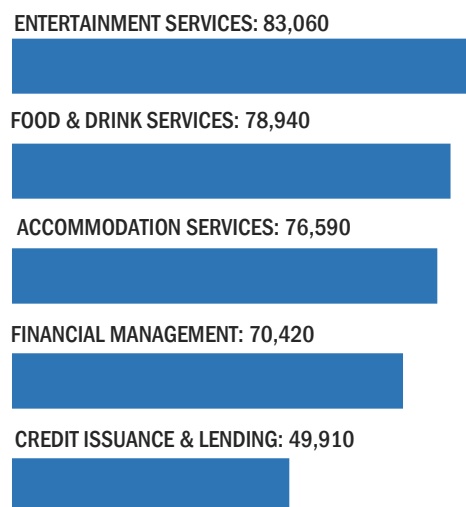 ENTERTAINMENT SERVICES: 83,060
FOOD & DRINK SERVICES: 78,940
ACCOMMODATION SERVICES: 76,590
FINANCIAL MANAGEMENT: 70,420
CREDIT ISSUANCE & LENDING: 49,910